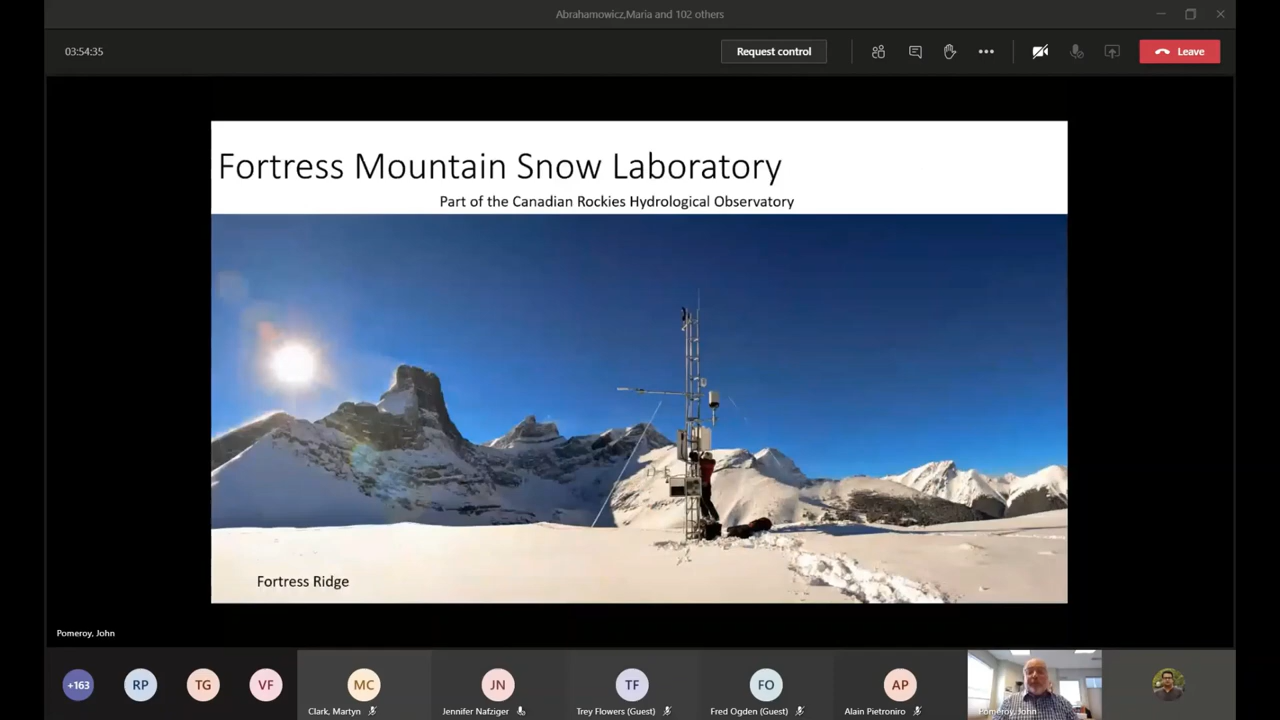 Abrahamowicz,Maria and 102 others
03:54:35
Request control
Leave
Fortress Mountain Snow Laboratory
Part of the Canadian Rockies Hydrological Observatory
Fortress Ridge
Pomeroy, John
+163
RP
TG
VF
MC
JN
TF
FO
AP
Clark, Martyn
Jennifer Nafziger
Trey Flowers (Guest)
Fred Ogden (Guest)
Alain Pietroniro
Pomeroy, John